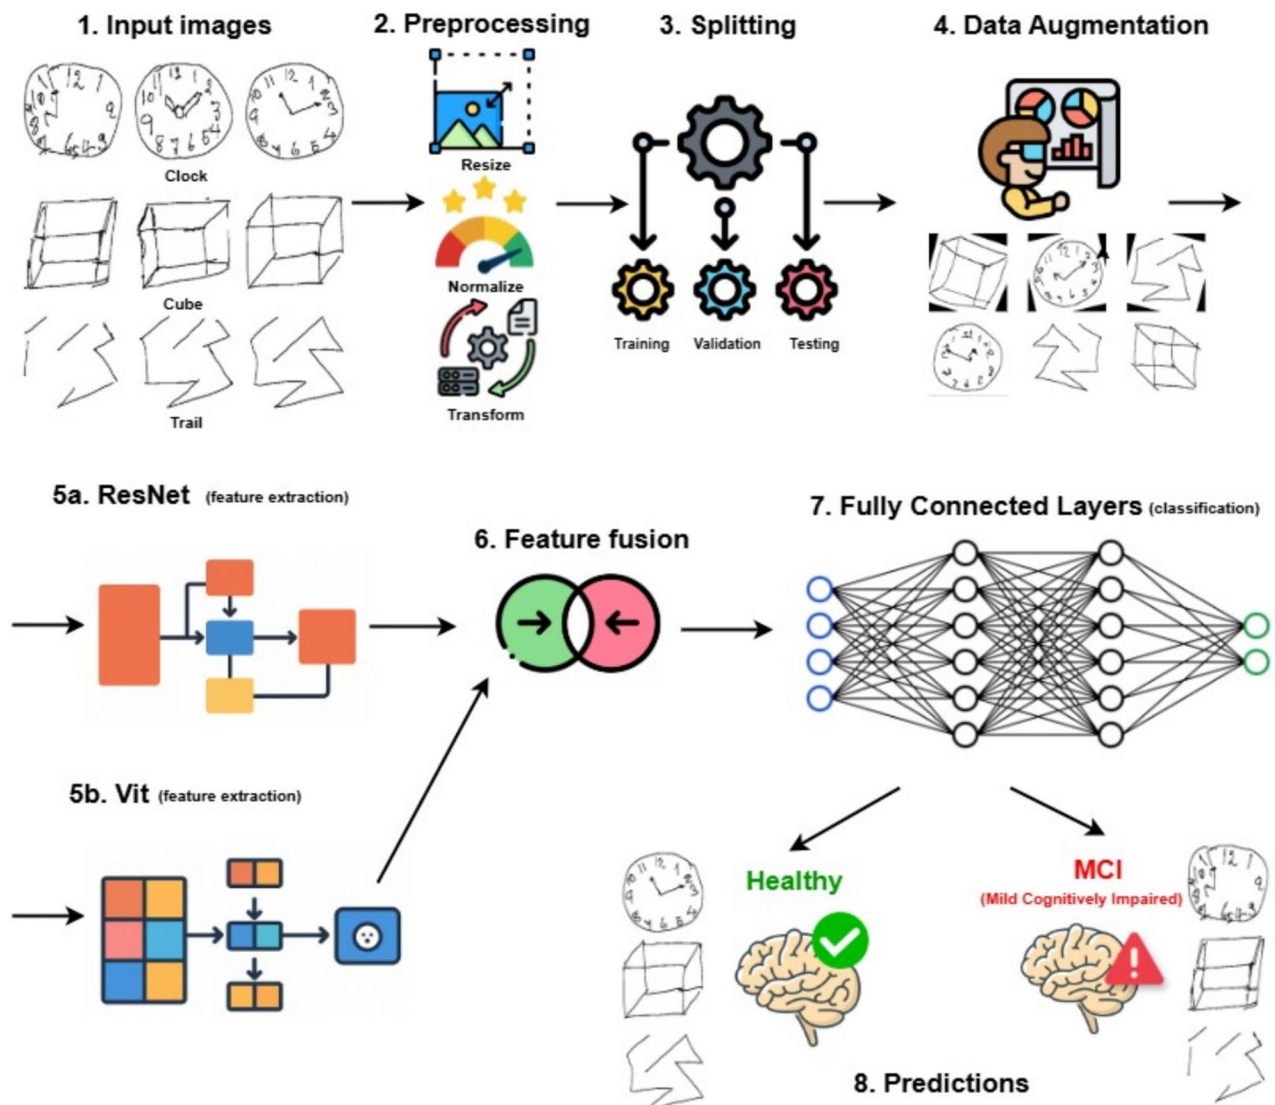 1. Input images
2. Preprocessing
3. Splitting
4. Data Augmentation
Clock
Cube
Trail
Resize
Normalize
Transform
Training
Validation
Testing
5a. ResNet (feature extraction)
5b. Vit (feature extraction)
6. Feature fusion
7. Fully Connected Layers (classification)
Healthy
MCI
(Mild Cognitively Impaired)
8. Predictions